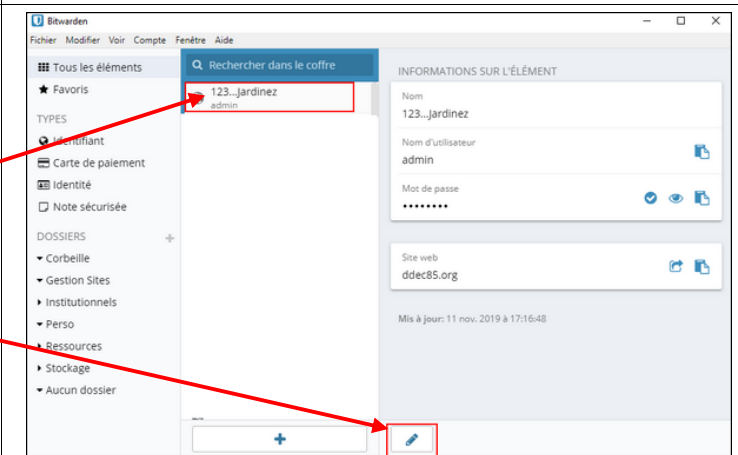 Bitwarden
Fichier Modifier Voir Compte Fenêtre Aide
Tous les éléments
Favoris
TYPES
Identifiant
Carte de paiement
Identité
Note sécurisée
DOSSIERS
Corbeille
Gestion Sites
Institutionnels
Perso
Ressources
Stockage
Aucun dossier
Rechercher dans le coffre
123...Jardinez
admin
INFORMATIONS SUR L'ÉLÉMENT
Nom
123...Jardinez
Nom d'utilisateur
admin
Mot de passe
••••••••
Site web
ddec85.org
Mis à jour: 11 nov. 2019 à 17:16:48